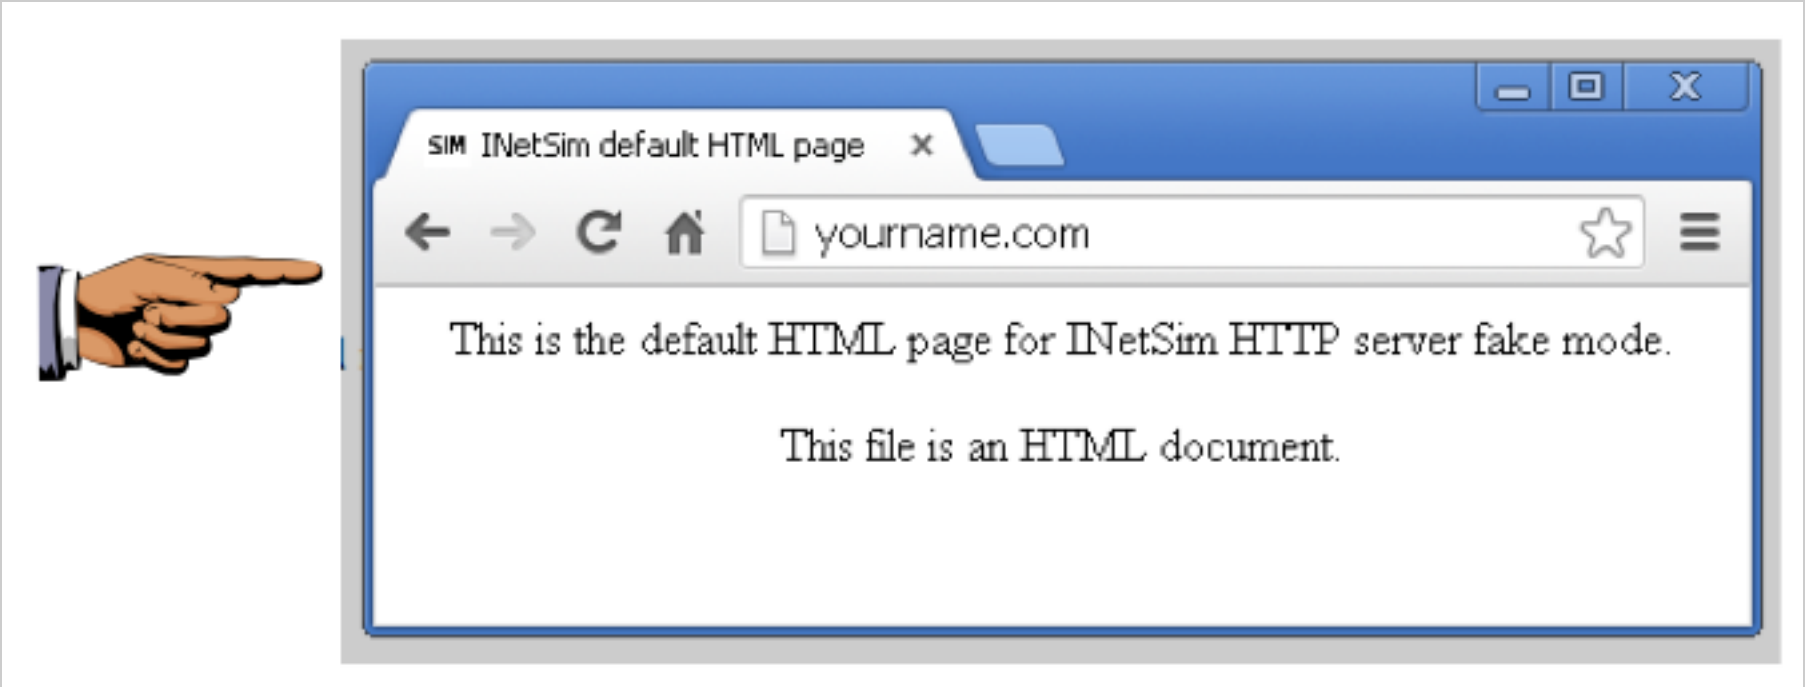 SIM INetSim default HTML page
yourname.com
This is the default HTML page for INetSim HTTP server fake mode.
This file is an HTML document.